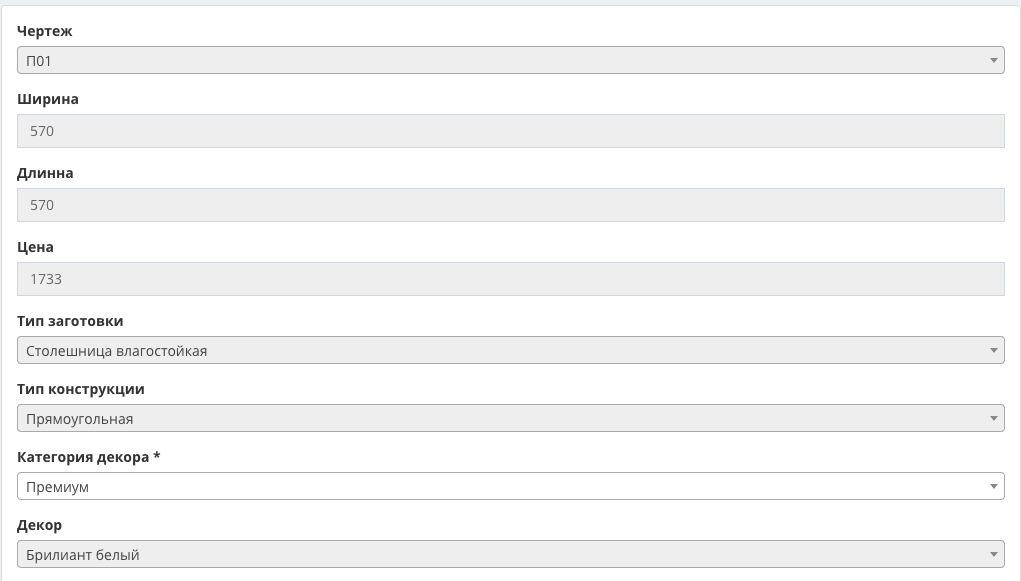 Чертеж
П01
Ширина
570
Длинна
570
Цена
1733
Тип заготовки
Столешница влагостойкая
Тип конструкции
Прямоугольная
Категория декора *
Премиум
Декор
Брилиант белый